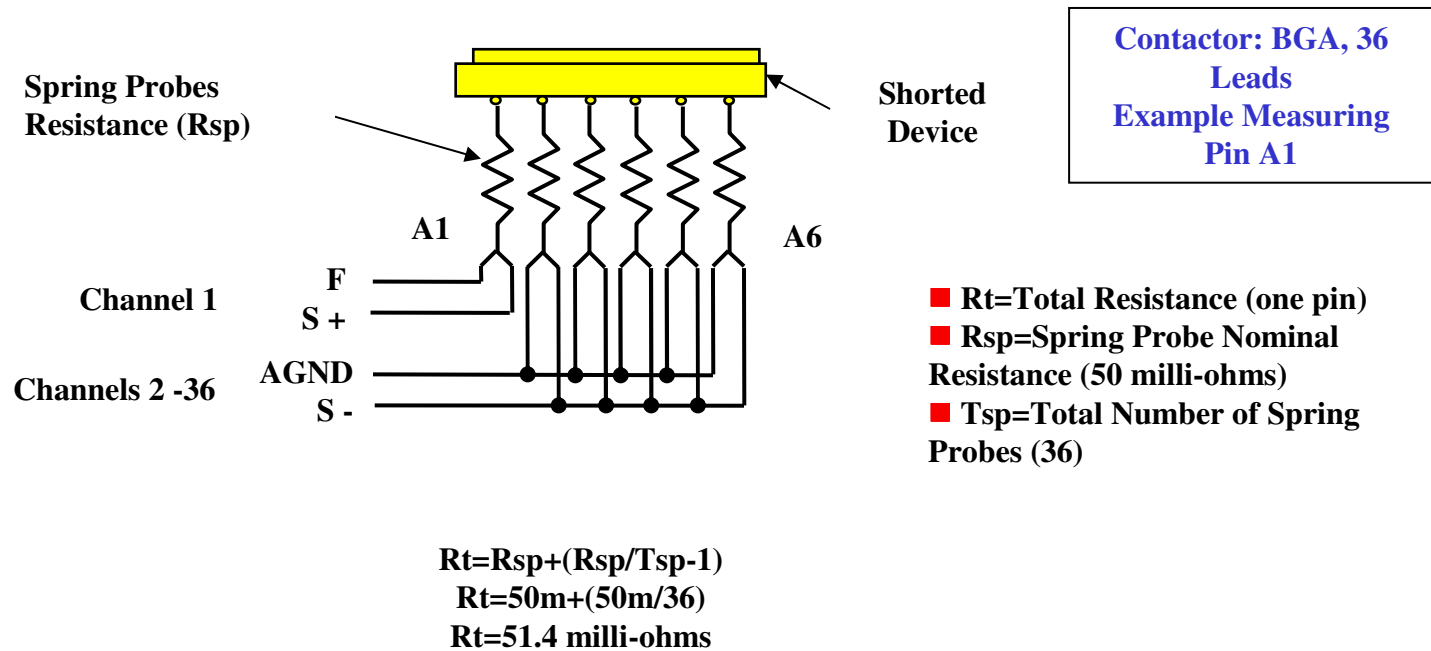 Contactor: BGA, 36
Leads
Example Measuring
Pin A1
Spring Probes
Resistance (Rsp)
Shorted
Device
A1
A6
Channel 1
F
S +
Channels 2 -36
AGND
S -
Rt=Total Resistance (one pin)
Rsp=Spring Probe Nominal
Resistance (50 milli-ohms)
Tsp=Total Number of Spring
Probes (36)
Rt=Rsp+(Rsp/Tsp-1)
Rt=50m+(50m/36)
Rt=51.4 milli-ohms